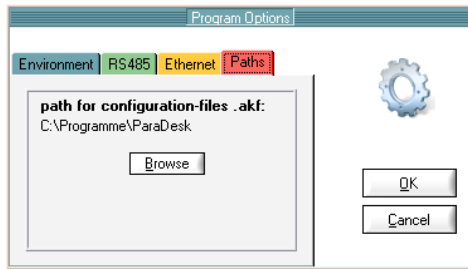 Program Options
Environment RS485 Ethernet Paths
path for configuration-files .akf:
C:\Programme\ParaDesk
Browse
OK
Cancel